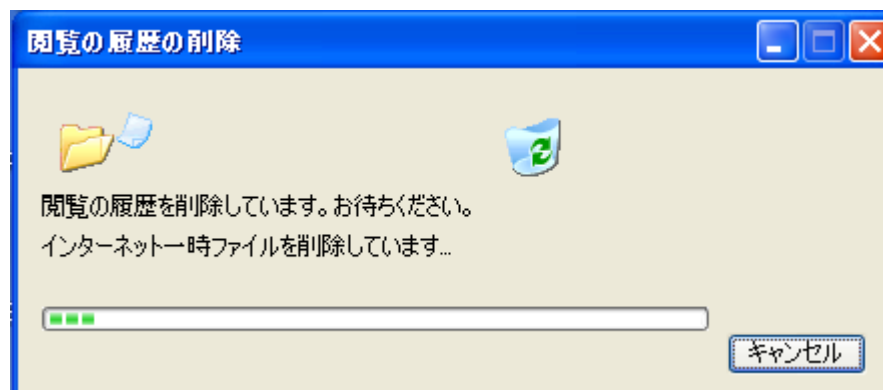 閲覧の履歴の削除
閲覧の履歴を削除しています。お待ちください。
インターネット一時ファイルを削除しています...
キャンセル